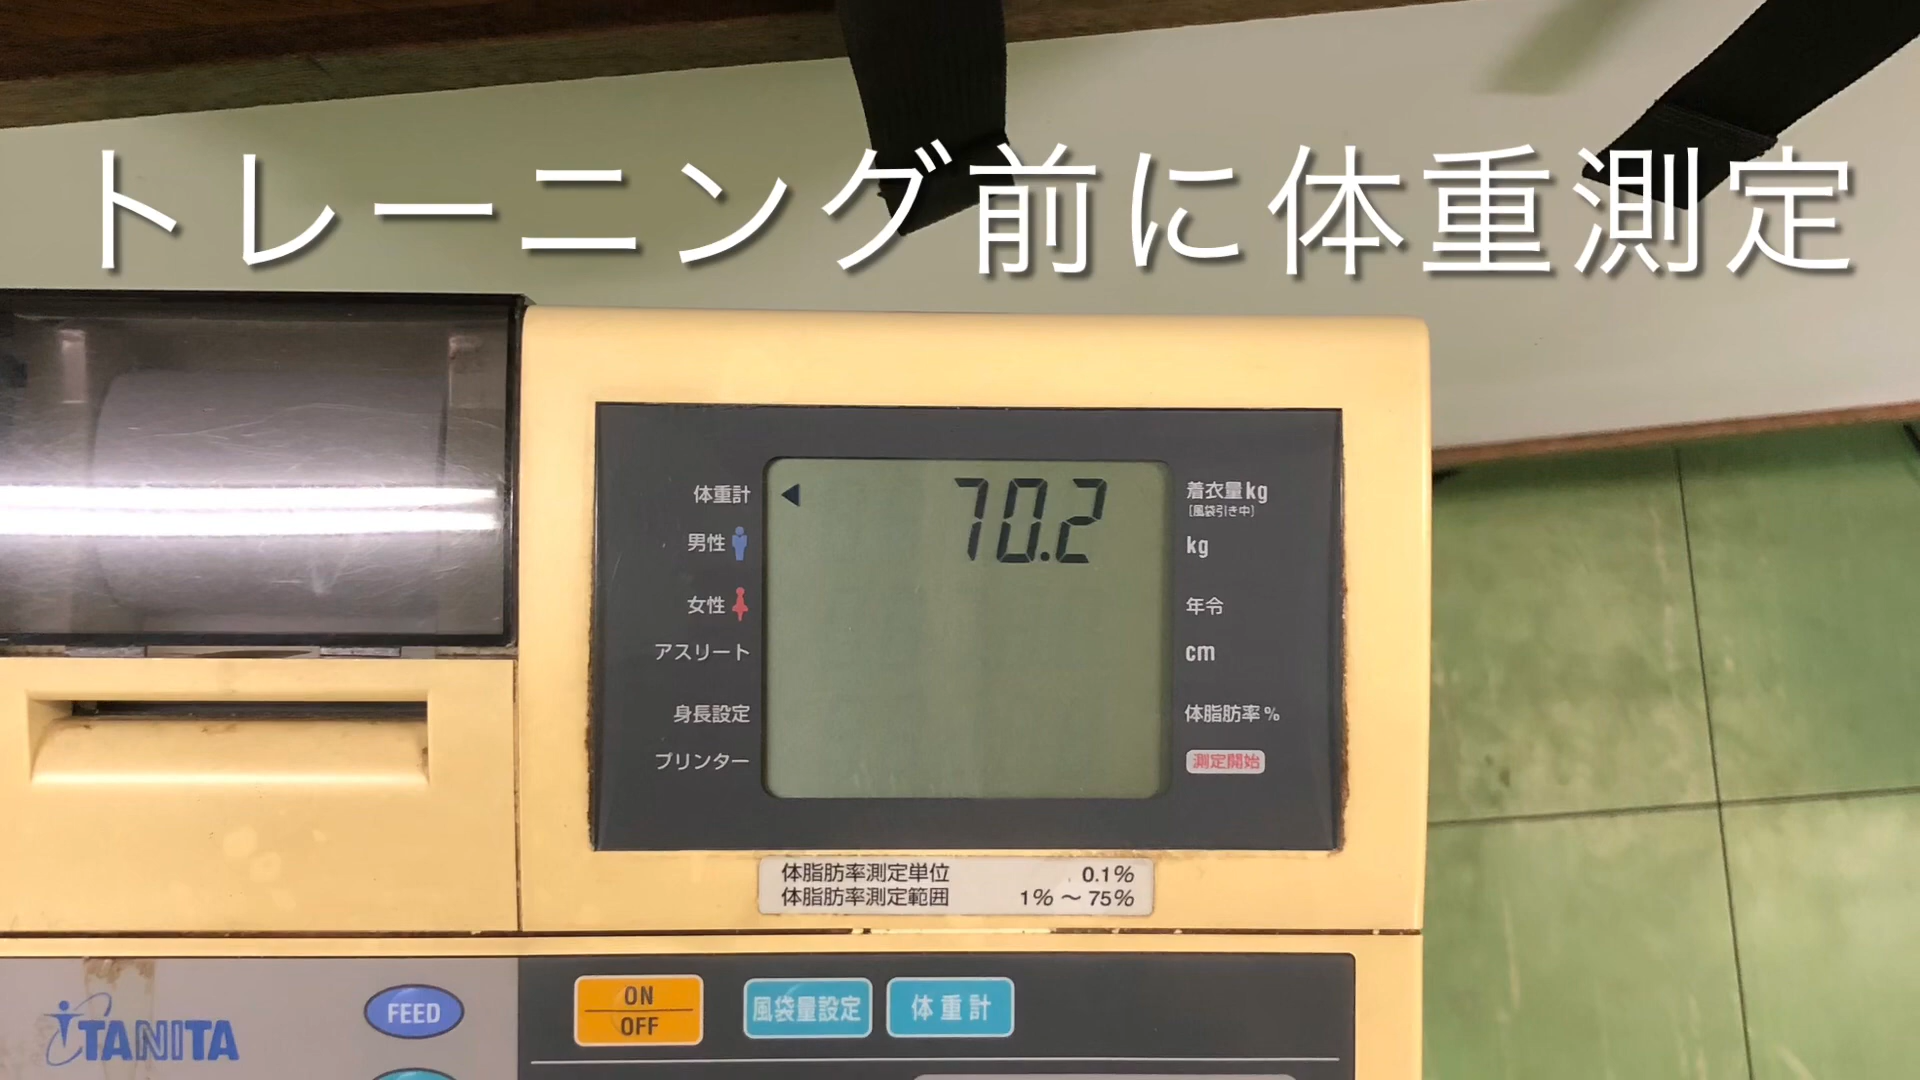 トレーニング前に体重測定
体重計
70.2
着衣量kg
[風袋引き中]
男性
kg
女性
年令
アスリート
cm
身長設定
体脂肪率%
プリンター
測定開始
体脂肪率測定単位 0.1%
体脂肪率測定範囲 1%～75%
TANITA
FEED
ON
OFF
風袋量設定
体重計